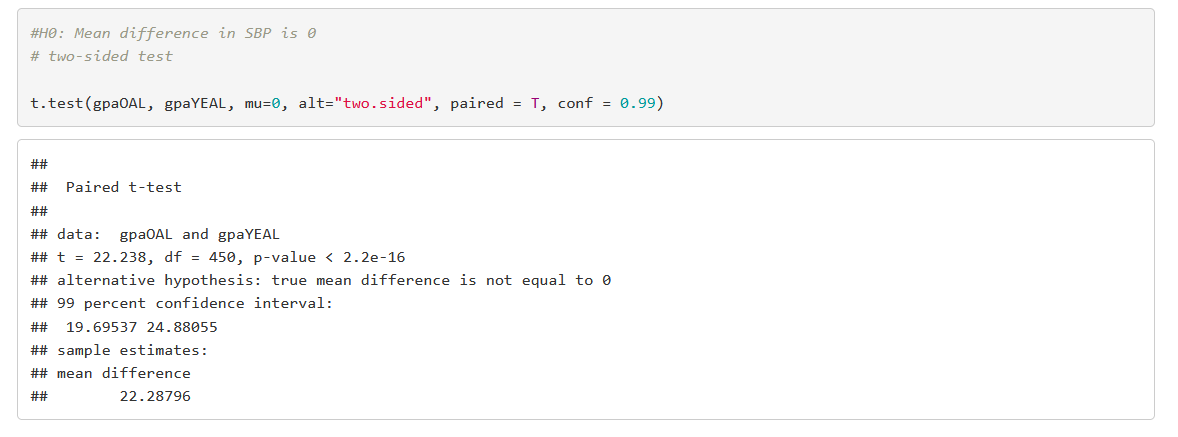 #H0: Mean difference in SBP is 0
# two-sided test
t.test(gpaOAL, gpaYEAL, mu=0, alt="two.sided", paired = T, conf = 0.99)
##
##  Paired t-test
##
## data:  gpaOAL and gpaYEAL
## t = 22.238, df = 450, p-value < 2.2e-16
## alternative hypothesis: true mean difference is not equal to 0
## 99 percent confidence interval:
##  19.69537 24.88055
## sample estimates:
## mean difference
##        22.28796